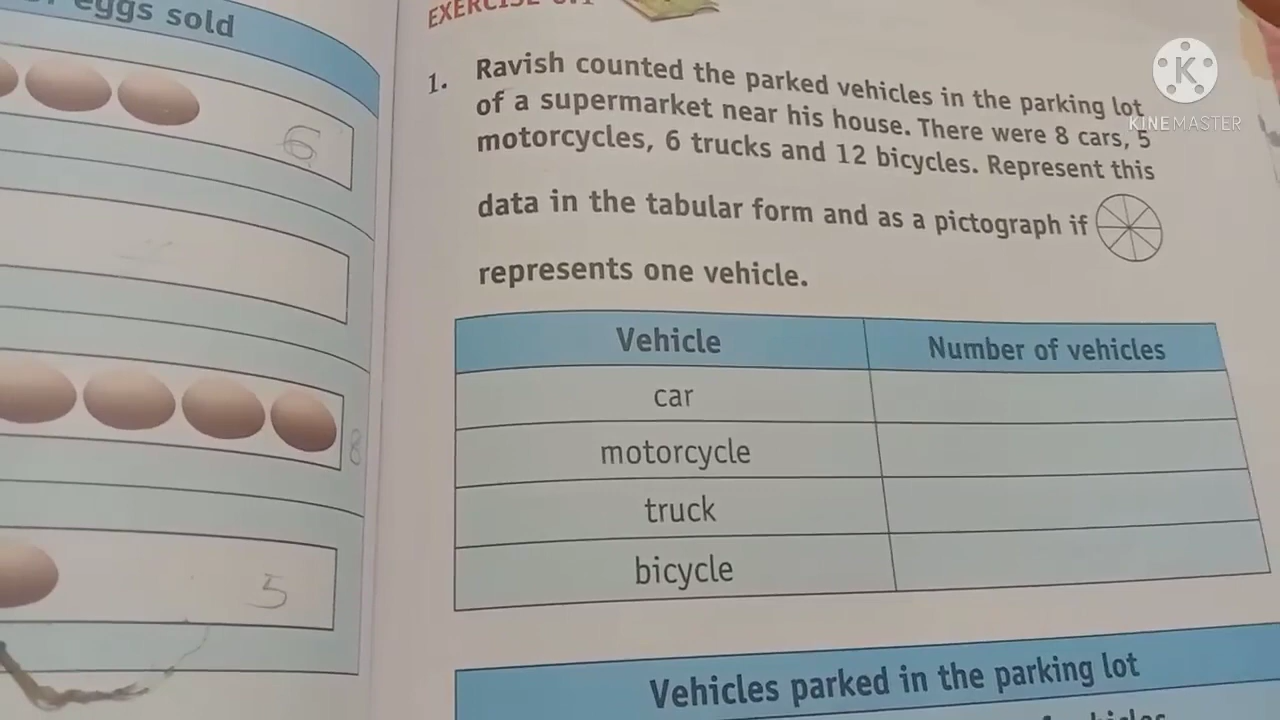 eggs sold
6
8
5
EXERCISE
1. Ravish counted the parked vehicles in the parking lot
of a supermarket near his house. There were 8 cars, 5
motorcycles, 6 trucks and 12 bicycles. Represent this
data in the tabular form and as a pictograph if
represents one vehicle.
Vehicle Number of vehicles
car
motorcycle
truck
bicycle
Vehicles parked in the parking lot
K
KINEMASTER